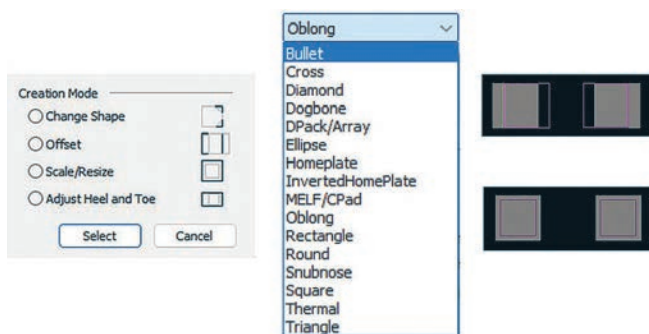 Creation Mode
Change Shape
Offset
Scale/Resize
Adjust Heel and Toe
Select
Cancel
Oblong
Bullet
Cross
Diamond
Dogbone
DPack/Array
Ellipse
Homeplate
InvertedHomePlate
MELF/CPad
Oblong
Rectangle
Round
Snubnose
Square
Thermal
Triangle